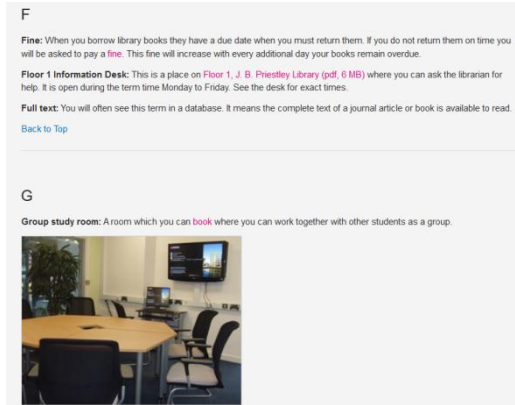 F
Fine: When you borrow library books they have a due date when you must return them. If you do not return them on time you
will be asked to pay a fine. This fine will increase with every additional day your books remain overdue.
Floor 1 Information Desk: This is a place on Floor 1, J. B. Priestley Library (pdf, 6 MB) where you can ask the librarian for
help. It is open during the term time Monday to Friday. See the desk for exact times.
Full text: You will often see this term in a database. It means the complete text of a journal article or book is available to read.
Back to Top
G
Group study room: A room which you can book where you can work together with other students as a group.